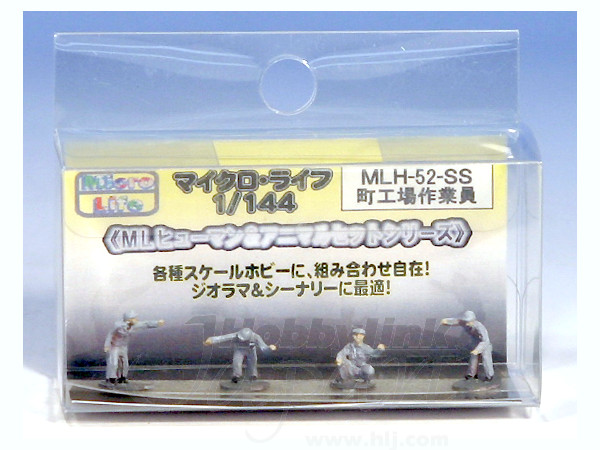 Micro
Life
マイクロ・ライフ
1/144
MLH-52-SS
町工場作業員
《MLヒューマン&アニマルセットシリーズ》
各種スケールホビーに、組み合わせ自在!
ジオラマ&シーナリーに最適!
HobbyLink
www.hlj.com